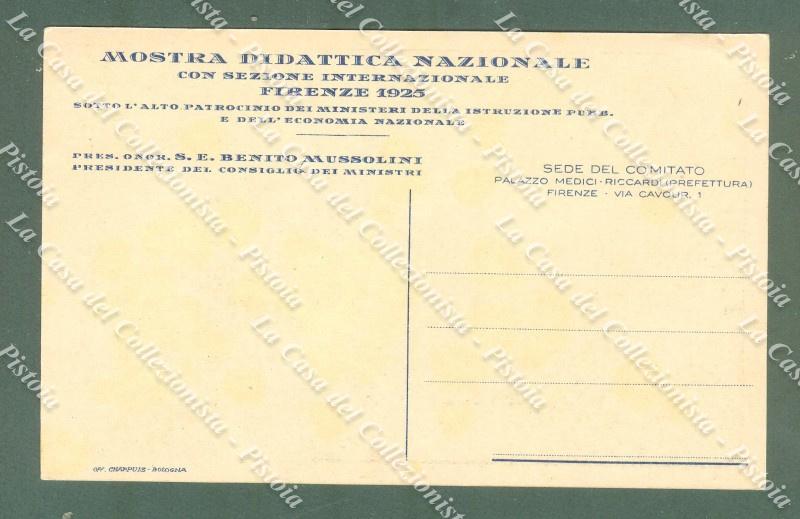 MOSTRA DIDATTICA NAZIONALE
CON SEZIONE INTERNAZIONALE
FIRENZE 1925
SOTTO L'ALTO PATROCINIO DEI MINISTERI DELLA ISTRUZIONE PUBB.
E DELL'ECONOMIA NAZIONALE
PRES. ONOR. S. E. BENITO MUSSOLINI
PRESIDENTE DEL CONSIGLIO DEI MINISTRI
SEDE DEL COMITATO
PALAZZO MEDICI - RICCARDI (PREFETTURA)
FIRENZE - VIA CAVOUR, 1
OFF. CHAPPUIS - BOLOGNA
La Casa del Collezionista - Pistoia